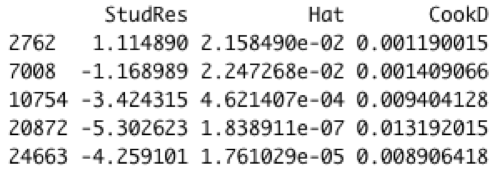 StudRes Hat CookD
2762 1.114890 2.158490e-02 0.001190015
7008 -1.168989 2.247268e-02 0.001409066
10754 -3.424315 4.621407e-04 0.009404128
20872 -5.302623 1.838911e-07 0.013192015
24663 -4.259101 1.761029e-05 0.008906418